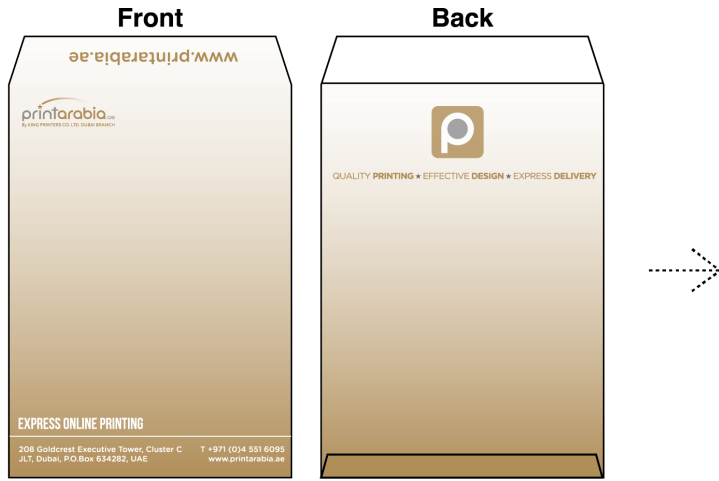 Front
Back
www.printarabia.ae
printarabia.ae
By KING PRINTERS CO. LTD. DUBAI BRANCH
QUALITY PRINTING ★ EFFECTIVE DESIGN ★ EXPRESS DELIVERY
EXPRESS ONLINE PRINTING
208 Goldcrest Executive Tower, Cluster C
JLT, Dubai, P.O.Box 634282, UAE
T +971 (0)4 551 6095
www.printarabia.ae